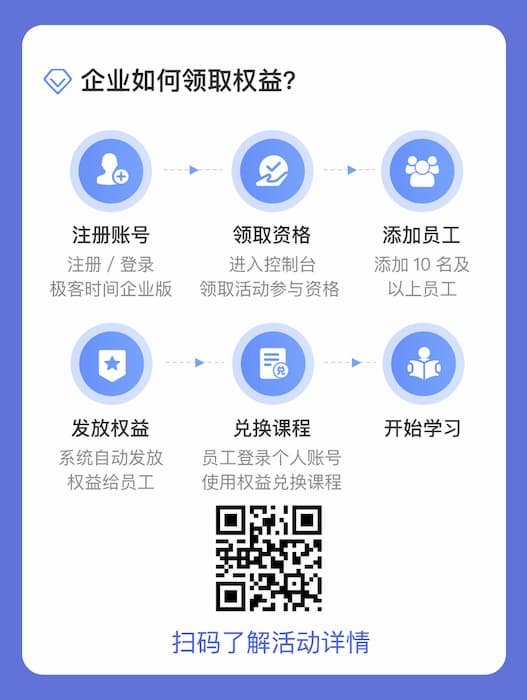 企业如何领取权益?
注册账号
注册 / 登录
极客时间企业版
领取资格
进入控制台
领取活动参与资格
添加员工
添加 10 名及
以上员工
发放权益
系统自动发放
权益给员工
兑
兑换课程
员工登录个人账号
使用权益兑换课程
开始学习
扫码了解活动详情